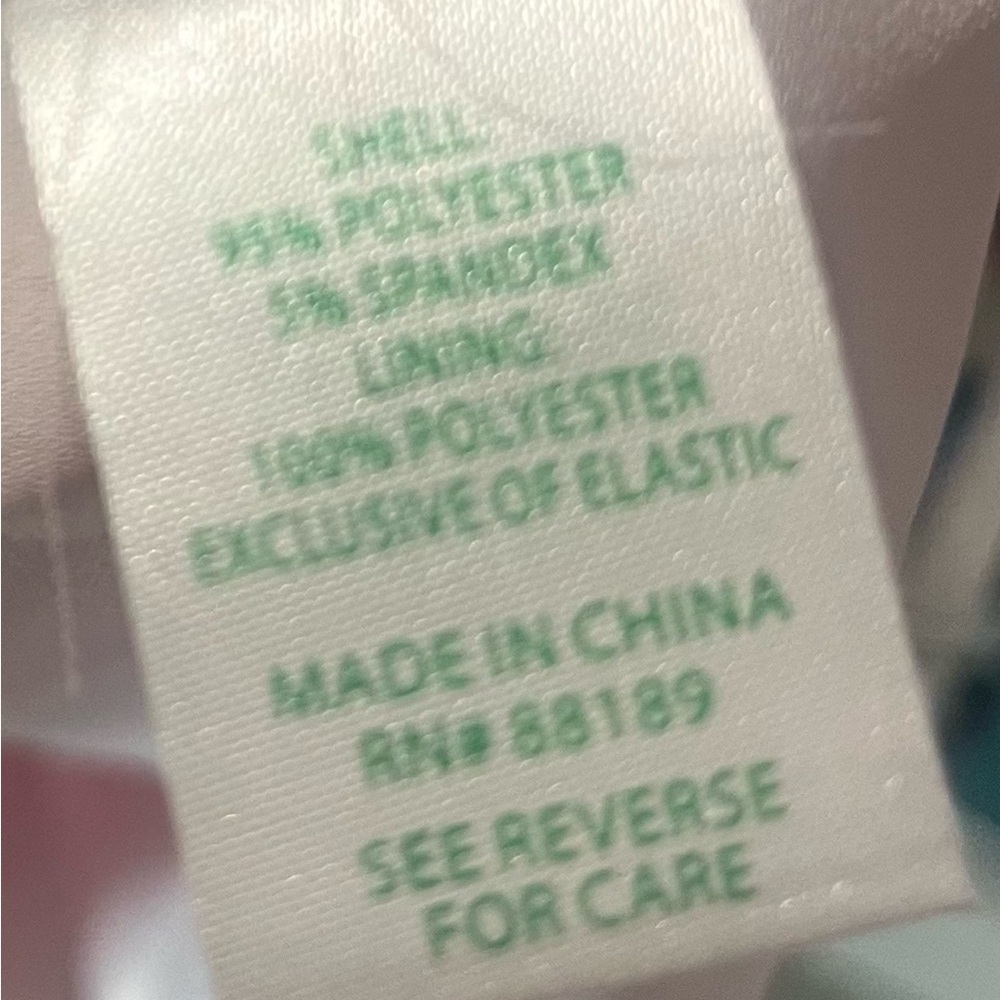 SHELL
95% POLYESTER
5% SPANDEX
LINING
100% POLYESTER
EXCLUSIVE OF ELASTIC
MADE IN CHINA
RN# 88189
SEE REVERSE
FOR CARE